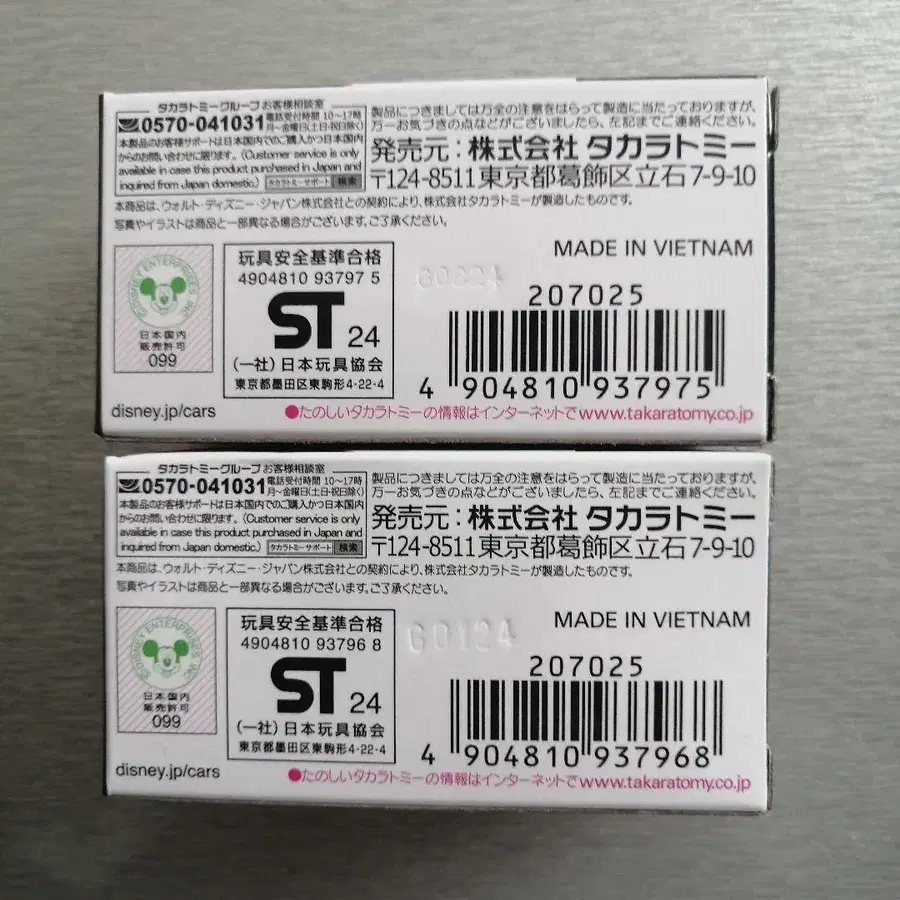 タカラトミーグループお客様相談室
0570-041031 電話受付時間 10〜17時
月〜金曜日(土日・祝日除く)
本製品のお客様サポートは日本国内でのご購入かつ日本国内
からのお問い合わせに限ります。(Customer service is only
available in case this product purchased in Japan and
inquired from Japan domestic.) タカラトミーサポート 検索
製品につきましては万全の注意をはらって製造に当たっておりますが、
万一お気づきの点などがございましたら、左記までご連絡ください。
発売元:株式会社 タカラトミー
〒124-8511東京都葛飾区立石7-9-10
本商品は、ウォルト・ディズニー・ジャパン株式会社との契約により、株式会社タカラトミーが製造したものです。
写真やイラストは商品と一部異なる場合がございます。ご了承ください。
©DISNEY ENTERPRISES INC
日本国内
販売許可
099
玩具安全基準合格
4904810 93797 5
ST 24
(一社)日本玩具協会
東京都墨田区東駒形4-22-4
MADE IN VIETNAM
207025
4 904810 937975
disney.jp/cars
●たのしいタカラトミーの情報はインターネットでwww.takaratomy.co.jp
タカラトミーグループお客様相談室
0570-041031 電話受付時間 10〜17時
月〜金曜日(土日・祝日除く)
本製品のお客様サポートは日本国内でのご購入かつ日本国内
からのお問い合わせに限ります。(Customer service is only
available in case this product purchased in Japan and
inquired from Japan domestic.) タカラトミーサポート 検索
製品につきましては万全の注意をはらって製造に当たっておりますが、
万一お気づきの点などがございましたら、左記までご連絡ください。
発売元:株式会社 タカラトミー
〒124-8511東京都葛飾区立石7-9-10
本商品は、ウォルト・ディズニー・ジャパン株式会社との契約により、株式会社タカラトミーが製造したものです。
写真やイラストは商品と一部異なる場合がございます。ご了承ください。
©DISNEY ENTERPRISES INC
日本国内
販売許可
099
玩具安全基準合格
4904810 93796 8
ST 24
(一社)日本玩具協会
東京都墨田区東駒形4-22-4
G0124
MADE IN VIETNAM
207025
4 904810 937968
disney.jp/cars
●たのしいタカラトミーの情報はインターネットでwww.takaratomy.co.jp